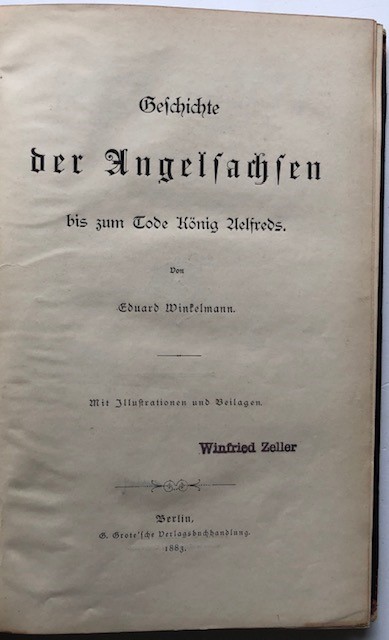 Geschichte
der Angelsachsen
bis zum Tode König Aelfreds.
Von
Eduard Winkelmann.
Mit Illustrationen und Beilagen.
Winfried Zeller
Berlin,
G. Grote'sche Verlagsbuchhandlung.
1883.